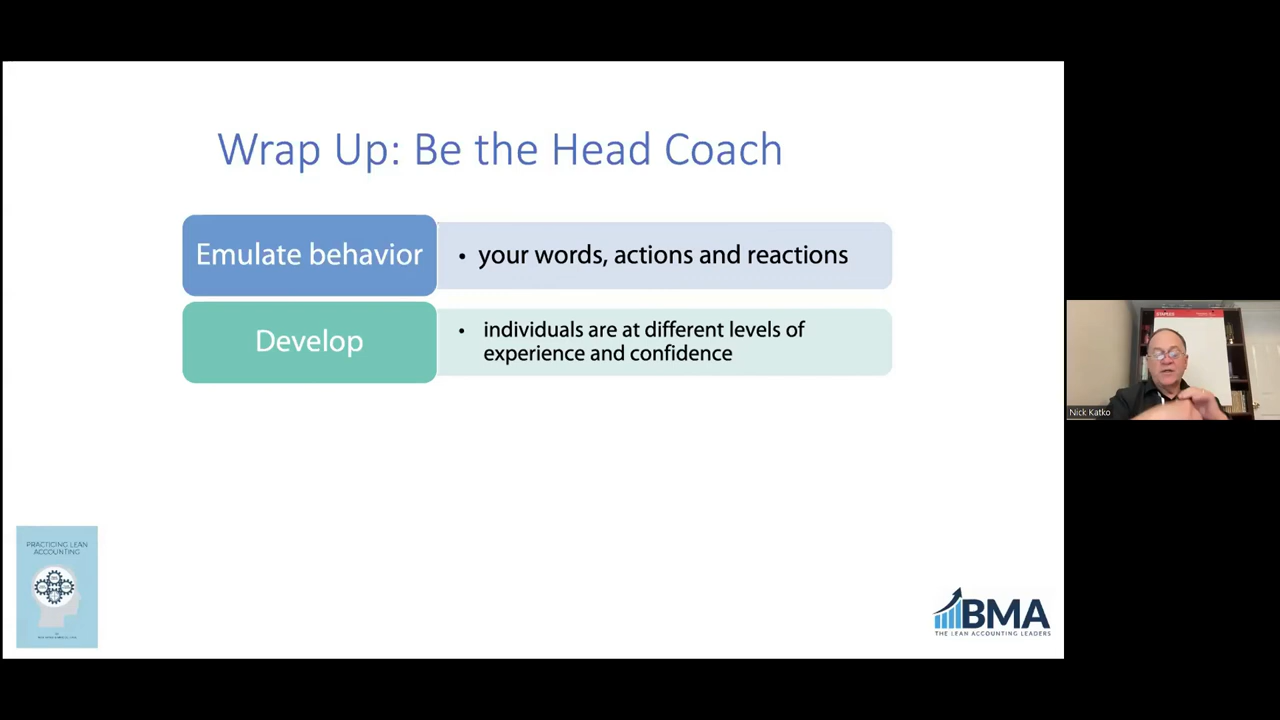 Wrap Up: Be the Head Coach
Emulate behavior
• your words, actions and reactions
Develop
• individuals are at different levels of
experience and confidence
Nick Katko
PRACTICING LEAN
ACCOUNTING
BMA
THE LEAN ACCOUNTING LEADERS